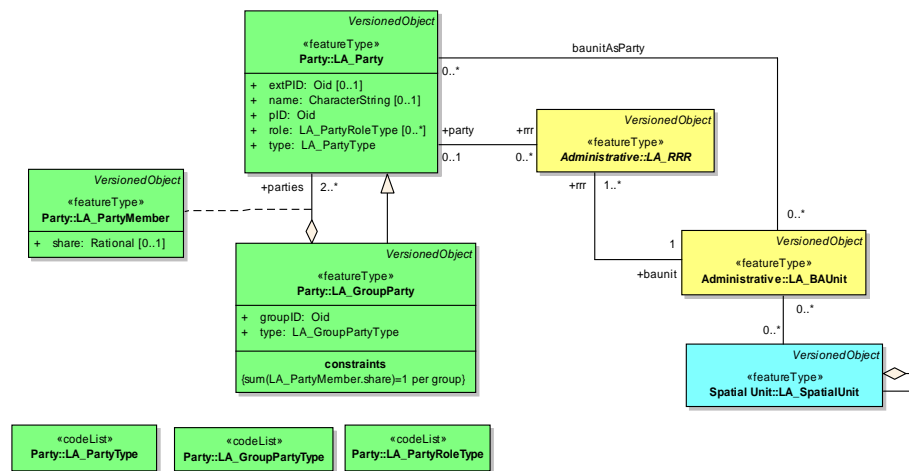 VersionedObject
«featureType»
Party::LA_Party
+ extPID: Oid [0..1]
+ name: CharacterString [0..1]
+ pID: Oid
+ role: LA_PartyRoleType [0..*]
+ type: LA_PartyType
baunitAsParty
0..*
0..*
+party
0..1
+rrr
0..*
VersionedObject
«featureType»
Administrative::LA_RRR
+rrr
1..*
1
+baunit
+parties
2..*
VersionedObject
«featureType»
Party::LA_PartyMember
+ share: Rational [0..1]
VersionedObject
«featureType»
Party::LA_GroupParty
+ groupID: Oid
+ type: LA_GroupPartyType
constraints
{sum(LA_PartyMember.share)=1 per group}
VersionedObject
«featureType»
Administrative::LA_BAUnit
0..*
0..*
VersionedObject
«featureType»
Spatial Unit::LA_SpatialUnit
«codeList»
Party::LA_PartyType
«codeList»
Party::LA_GroupPartyType
«codeList»
Party::LA_PartyRoleType